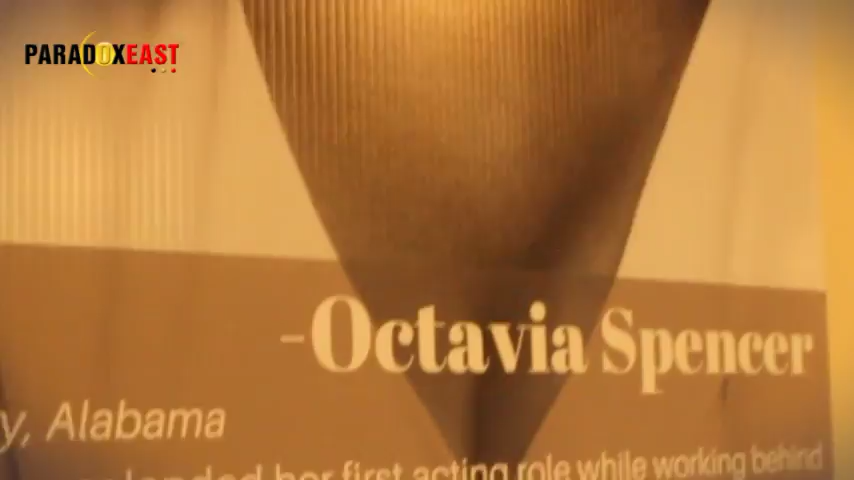 PARADOXEAST
-Octavia Spencer
y, Alabama
landed her first acting role while working behind